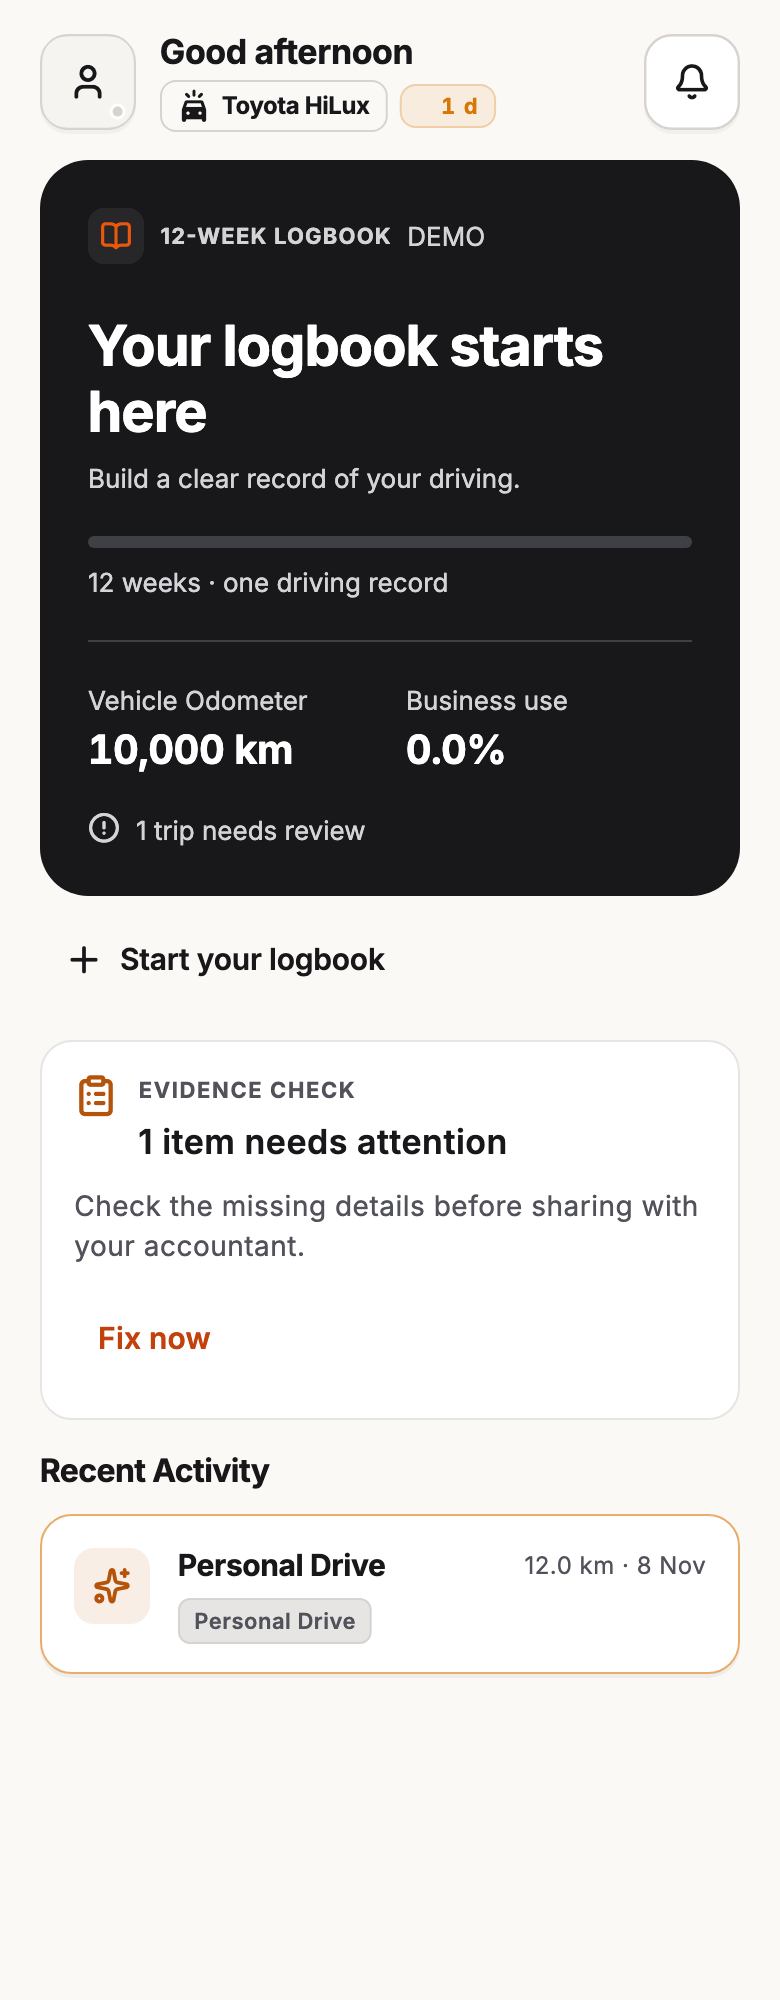 Good afternoon
Toyota HiLux
1 d
12-WEEK LOGBOOK DEMO
Your logbook starts
here
Build a clear record of your driving.
12 weeks · one driving record
Vehicle Odometer
Business use
10,000 km
0.0%
1 trip needs review
Start your logbook
EVIDENCE CHECK
1 item needs attention
Check the missing details before sharing with
your accountant.
Fix now
Recent Activity
Personal Drive
12.0 km · 8 Nov
Personal Drive